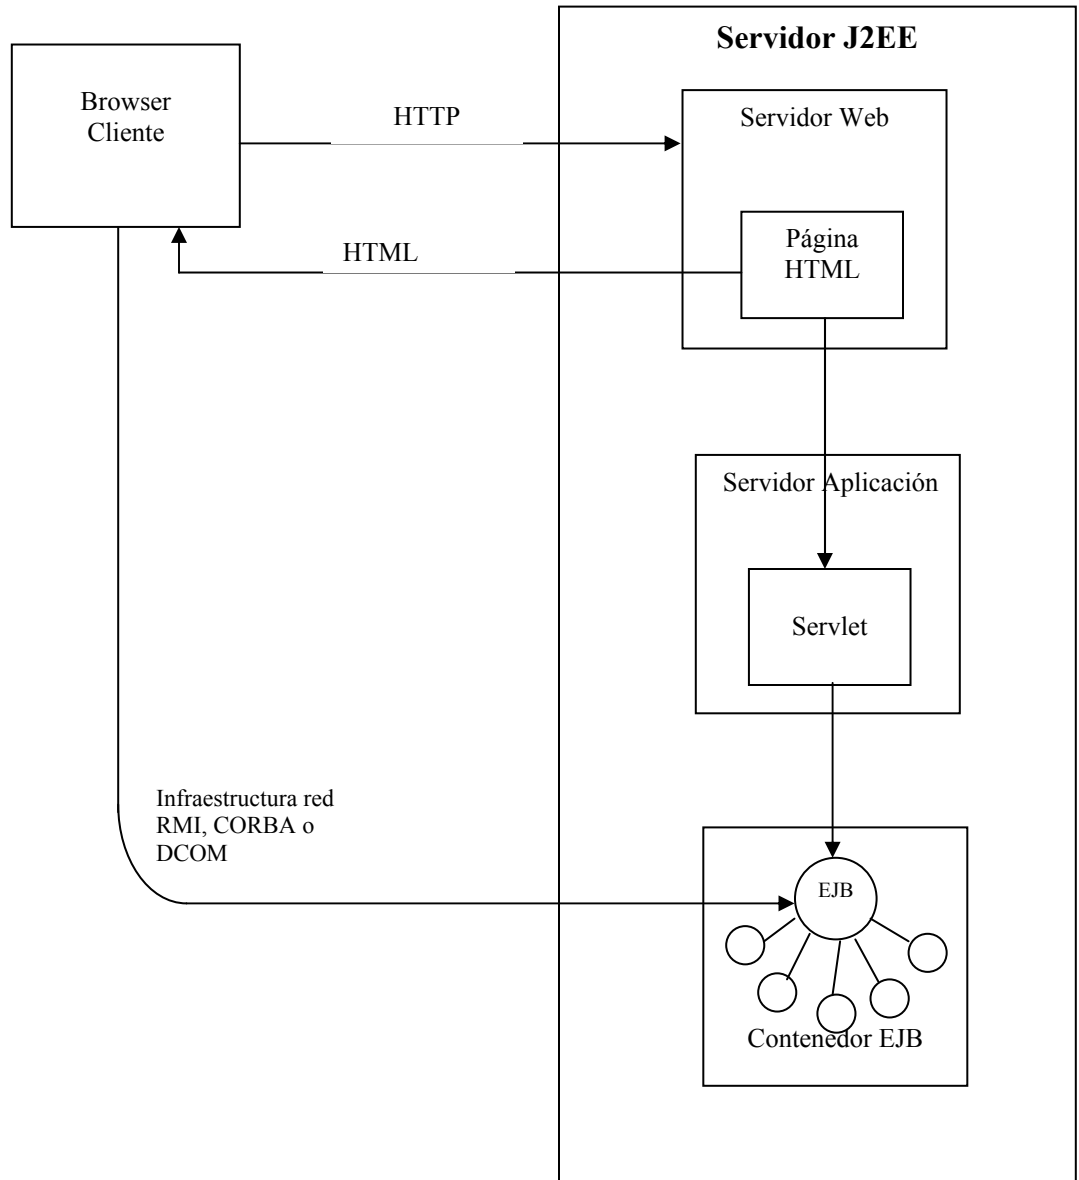 Servidor J2EE
Browser
Cliente
HTTP
Servidor Web
Página
HTML
HTML
Servidor Aplicación
Servlet
Infraestructura red
RMI, CORBA o
DCOM
EJB
Contenedor EJB